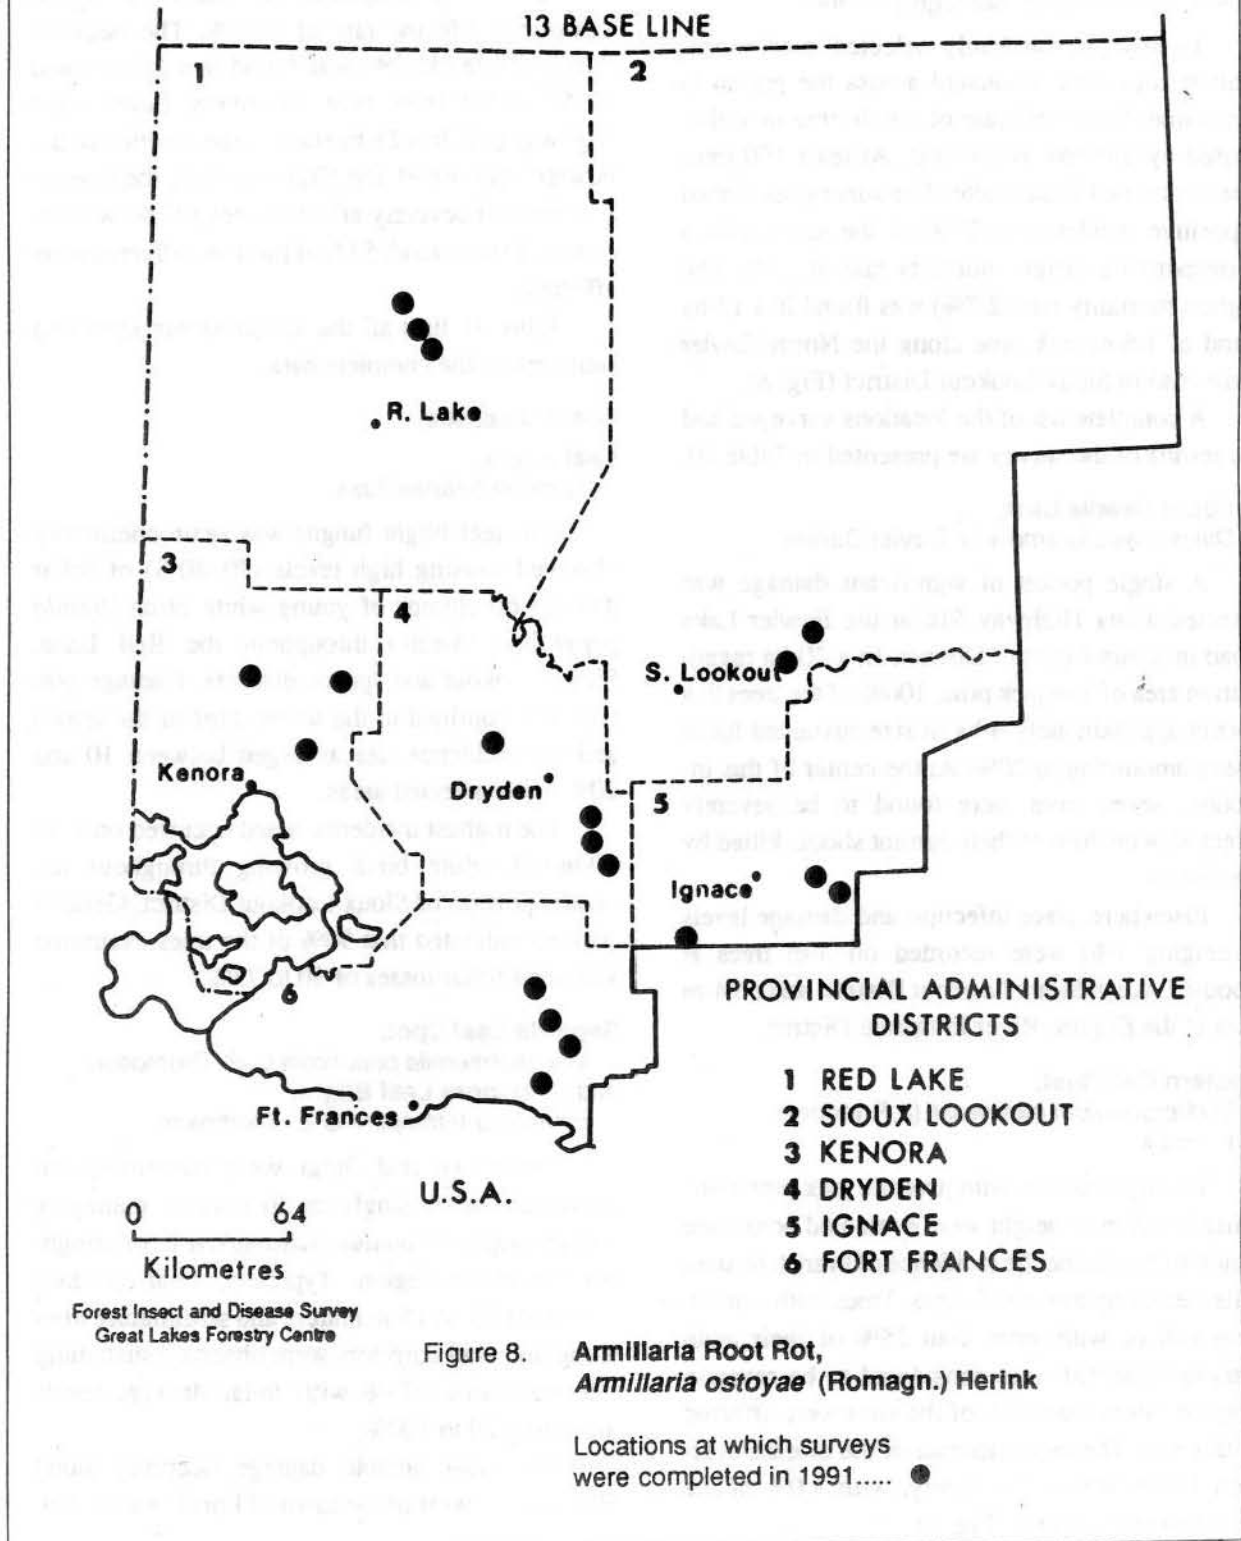 13 BASE LINE
1
2
R. Lake
3
4
S. Lookout
Kenora
Dryden
5
Ignace
6
PROVINCIAL ADMINISTRATIVE
DISTRICTS
1 RED LAKE
2 SIOUX LOOKOUT
3 KENORA
4 DRYDEN
5 IGNACE
6 FORT FRANCES
Ft. Frances
U.S.A.
0 64
Kilometres
Forest Insect and Disease Survey
Great Lakes Forestry Centre
Figure 8. Armillaria Root Rot,
Armillaria ostoyae (Romagn.) Herink
Locations at which surveys
were completed in 1991.....